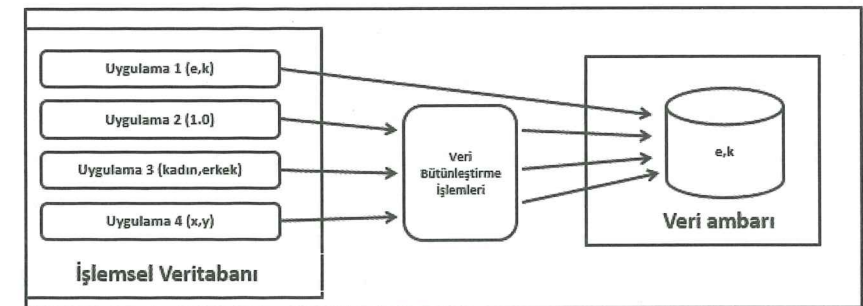 Uygulama 1 (e,k)
Uygulama 2 (1.0)
Uygulama 3 (kadın,erkek)
Uygulama 4 (x,y)
İşlemsel Veritabanı
Veri
Bütünleştirme
İşlemleri
e,k
Veri ambarı